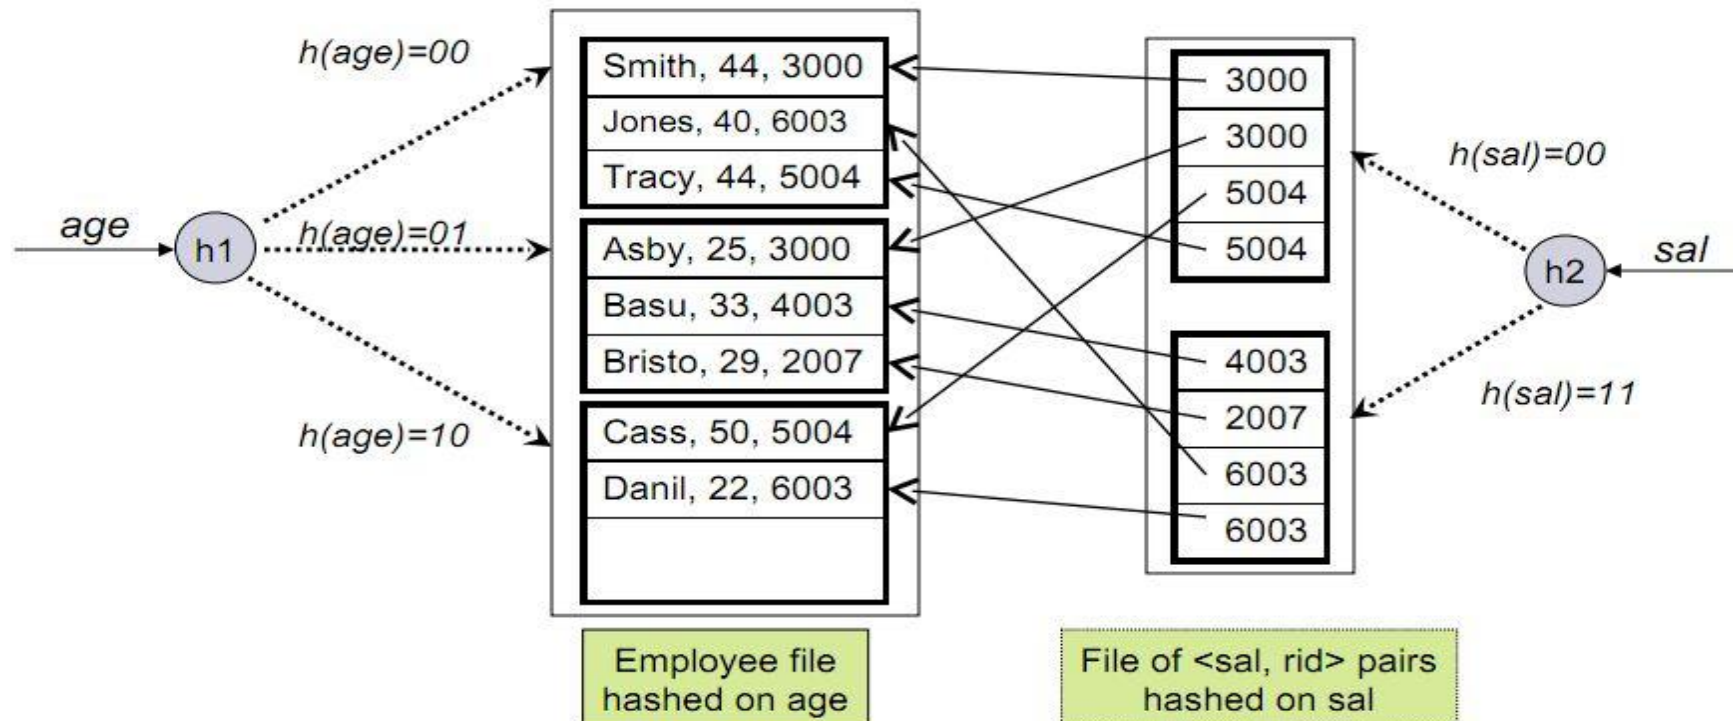 h(age)=00
age
h1
h(age)=01
h(age)=10
Smith, 44, 3000
Jones, 40, 6003
Tracy, 44, 5004
Asby, 25, 3000
Basu, 33, 4003
Bristo, 29, 2007
Cass, 50, 5004
Danil, 22, 6003
Employee file
hashed on age
3000
3000
5004
5004
4003
2007
6003
6003
File of <sal, rid> pairs
hashed on sal
h(sal)=00
h2
sal
h(sal)=11